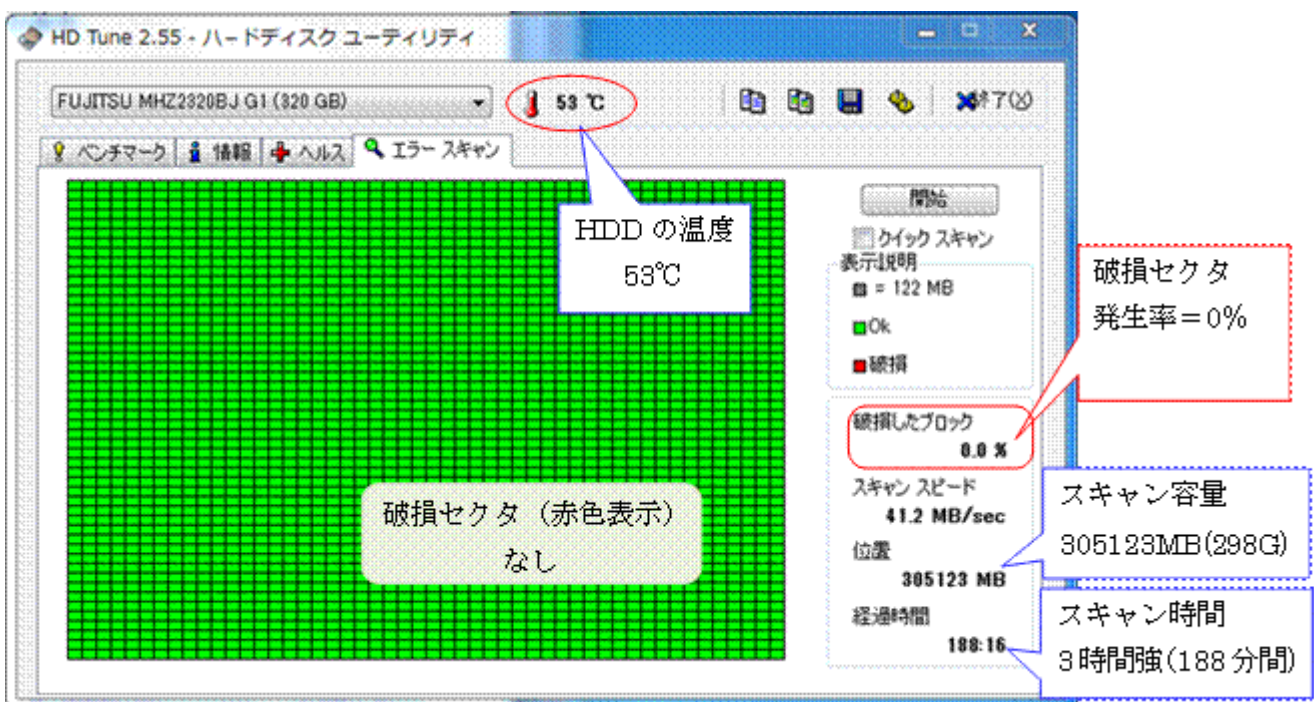 HD Tune 2.55 - ハードディスク ユーティリティ
FUJITSU MHZ2320BJ G1 (320 GB)
53 ℃
終了(X)
ベンチマーク
情報
ヘルス
エラー スキャン
開始
クイック スキャン
表示説明
= 122 MB
Ok
破損
破損したブロック
0.0 %
スキャン スピード
41.2 MB/sec
位置
305123 MB
経過時間
188:16
HDD の温度
53℃
破損セクタ（赤色表示）
なし
破損セクタ
発生率＝0%
スキャン容量
305123MB(298G)
スキャン時間
3時間強(188分間)